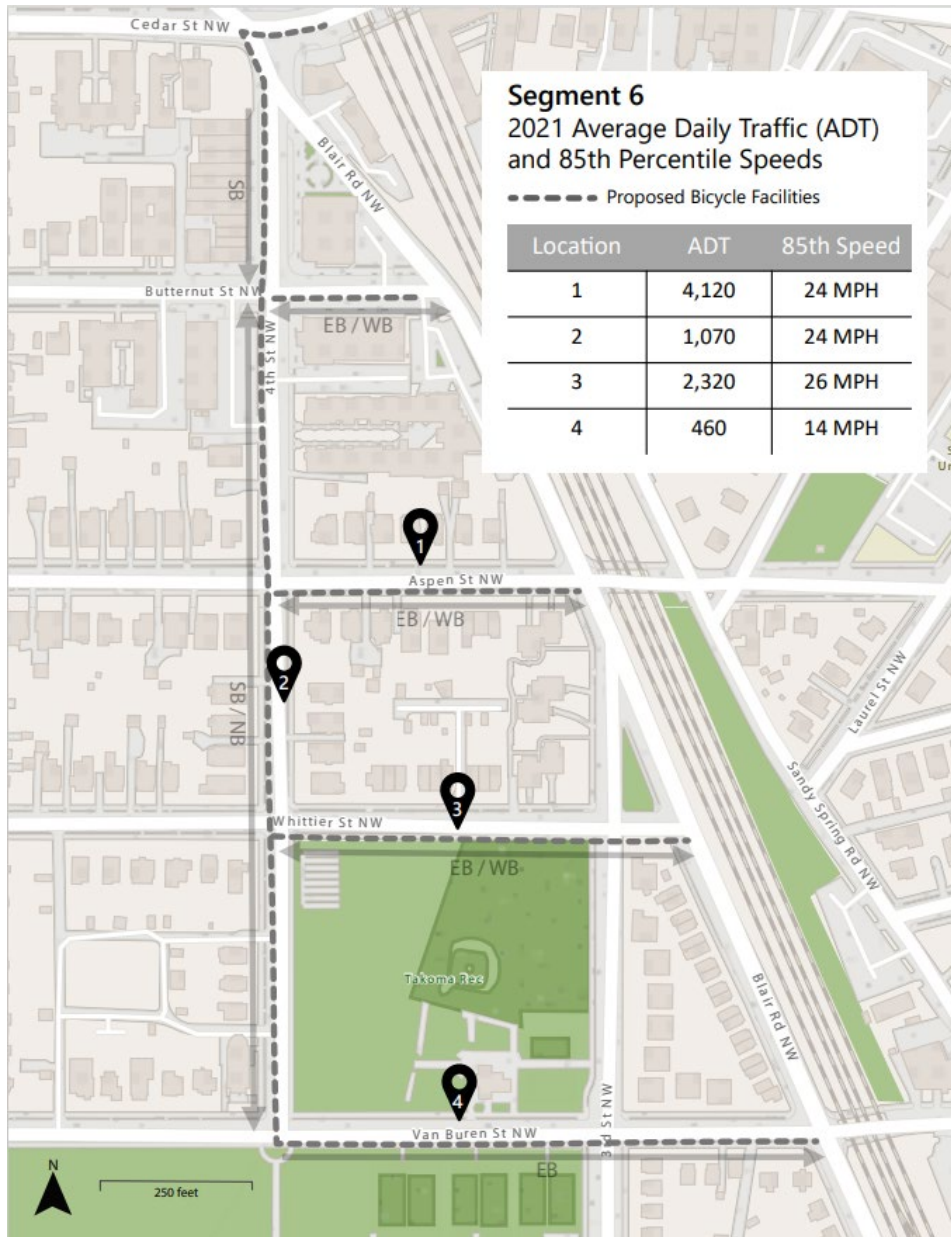 Cedar St NW
Segment 6
2021 Average Daily Traffic (ADT)
and 85th Percentile Speeds
Proposed Bicycle Facilities
Location ADT 85th Speed
1 4,120 24 MPH
2 1,070 24 MPH
3 2,320 26 MPH
4 460 14 MPH
Blair Rd NW
SB
Butternut St NW
EB / WB
4th St NW
1
Aspen St NW
EB / WB
2
SB / NB
Laurel St NW
Sandy Spring Rd NW
3
Whittier St NW
EB / WB
Takoma Rec
Blair Rd NW
4
3rd St NW
Van Buren St NW
EB
N
250 feet